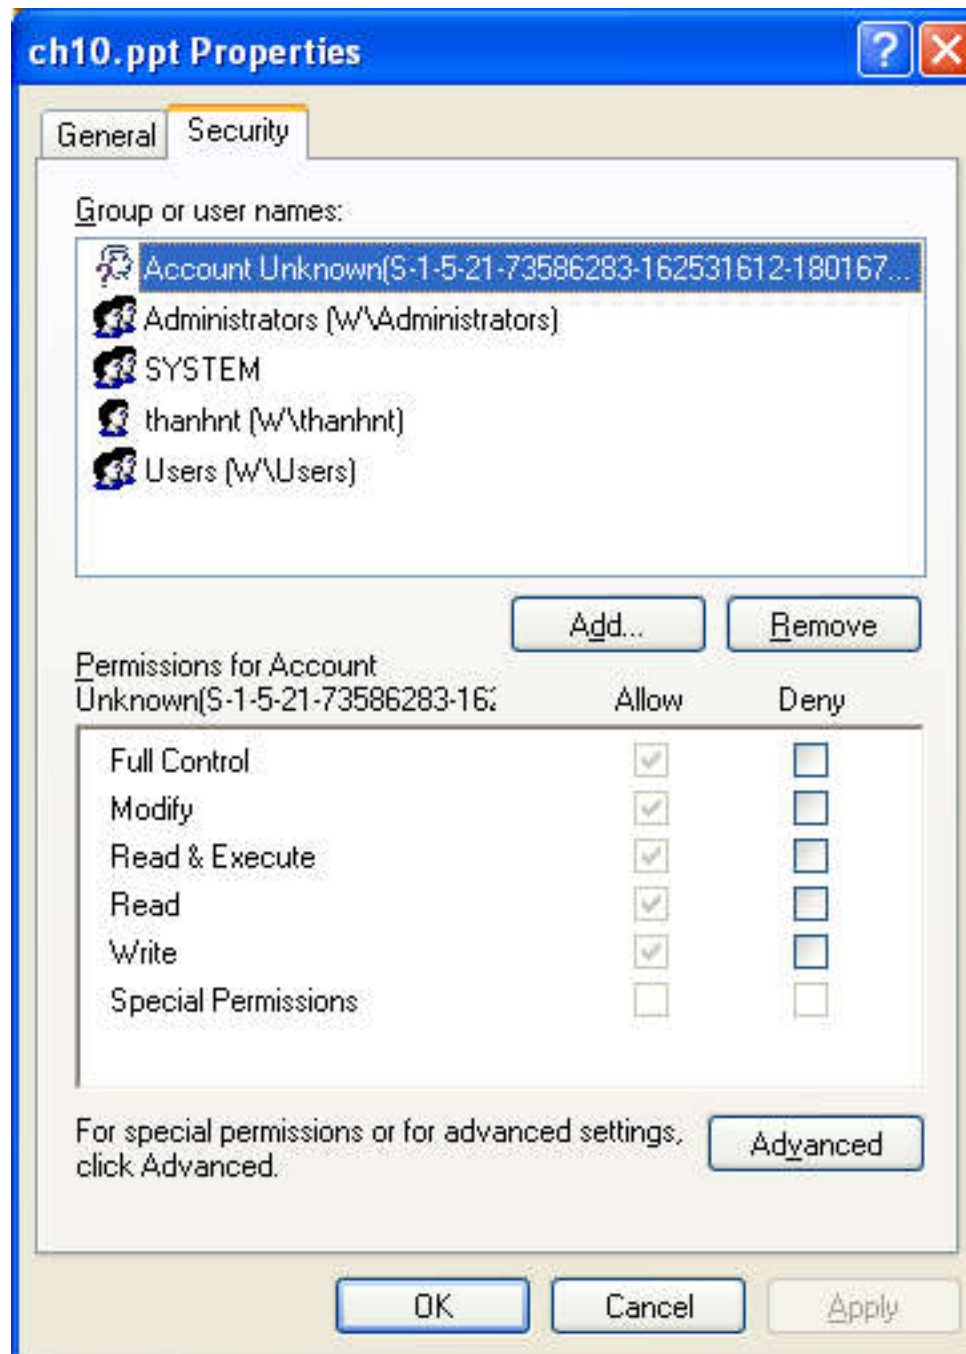 ch10.ppt Properties
General Security
Group or user names:
Account Unknown(S-1-5-21-73586283-162531612-180167...
Administrators (W\Administrators)
SYSTEM
thanhnt (W\thanhnt)
Users (W\Users)
Add... Remove
Permissions for Account
Unknown(S-1-5-21-73586283-162 Allow Deny
Full Control
Modify
Read & Execute
Read
Write
Special Permissions
For special permissions or for advanced settings,
click Advanced.
Advanced
OK Cancel Apply